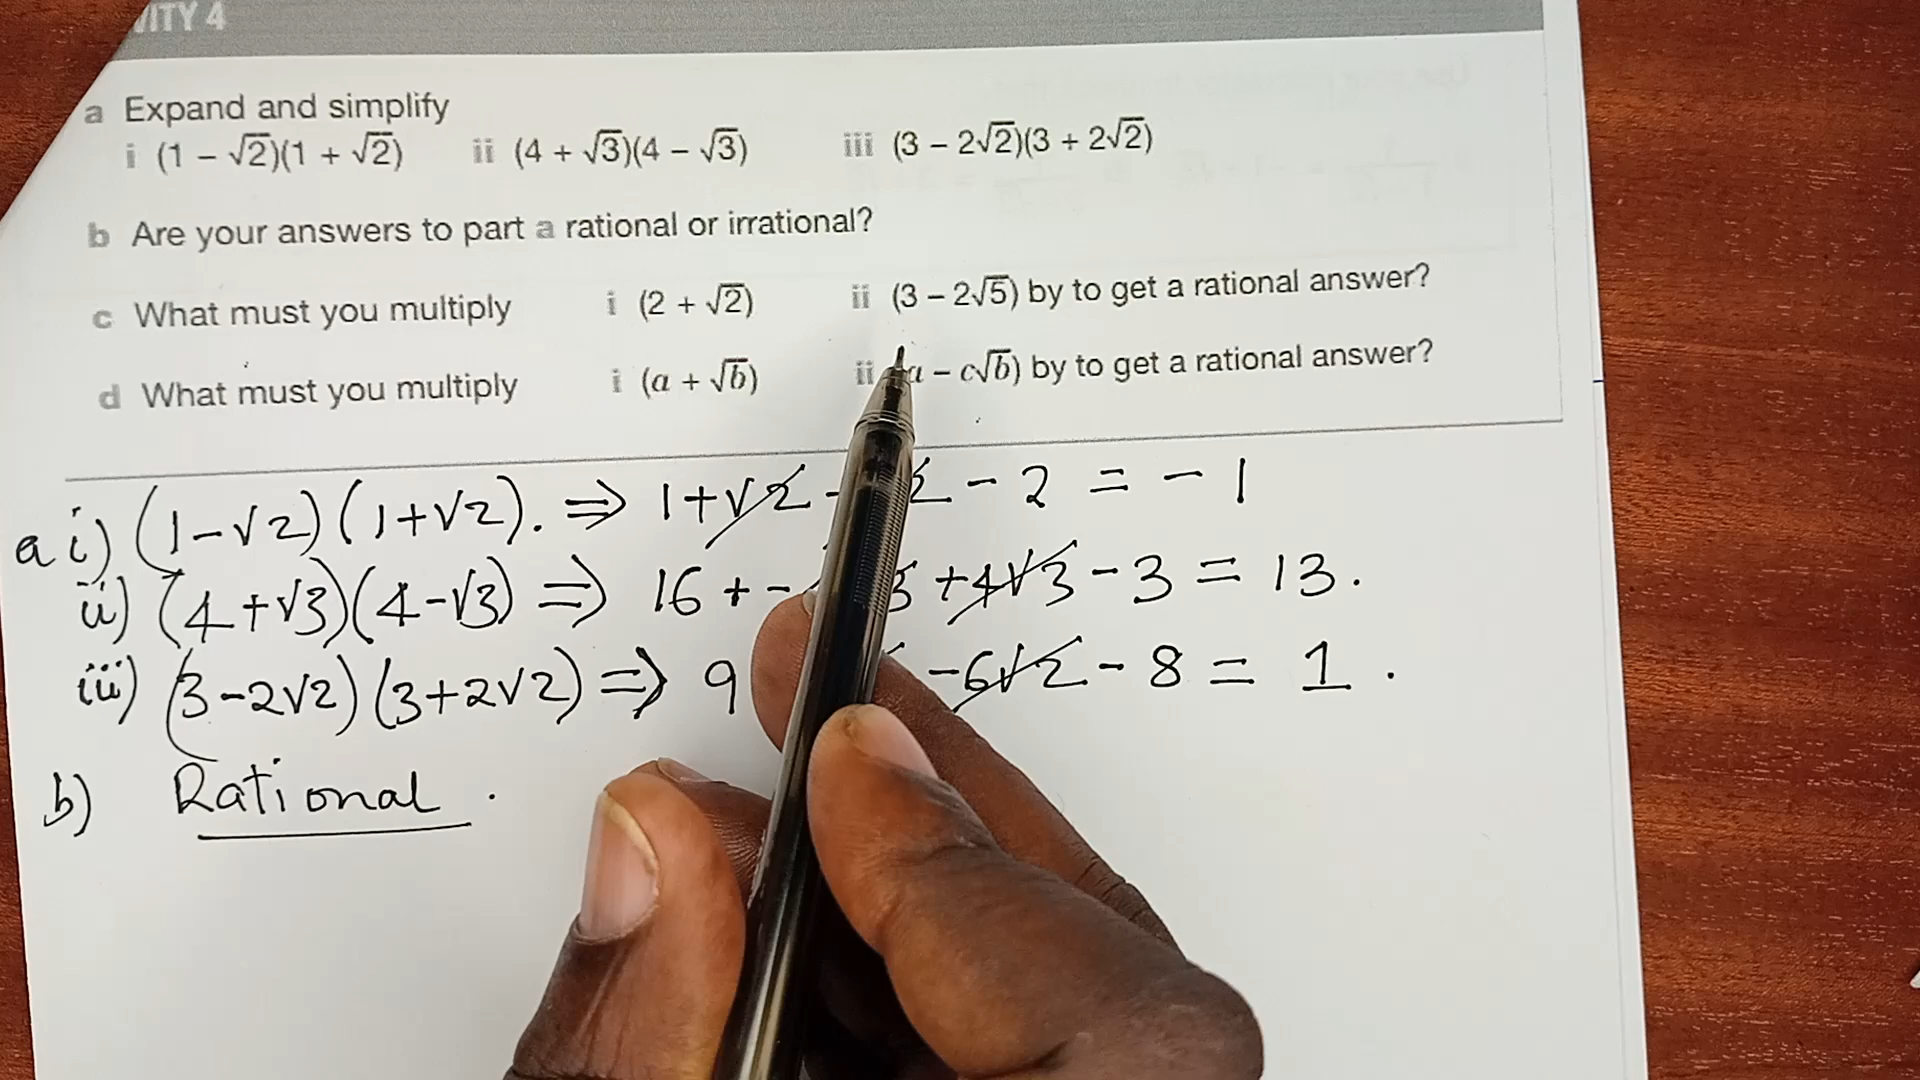 VITY 4
a Expand and simplify
i (1 – √2)(1 + √2) ii (4 + √3)(4 – √3) iii (3 – 2√2)(3 + 2√2)
b Are your answers to part a rational or irrational?
c What must you multiply i (2 + √2) ii (3 – 2√5) by to get a rational answer?
d What must you multiply i (a + √b) ii a – c√b) by to get a rational answer?
a i) (1-√2)(1+√2). ⇒ 1+√2 - 2 - 2 = - 1
ii) (4+√3)(4-√3) ⇒ 16 + - 3 +4√3 - 3 = 13.
iii) (3-2√2)(3+2√2) ⇒ 9 -6√2 - 8 = 1.
b) Rational.